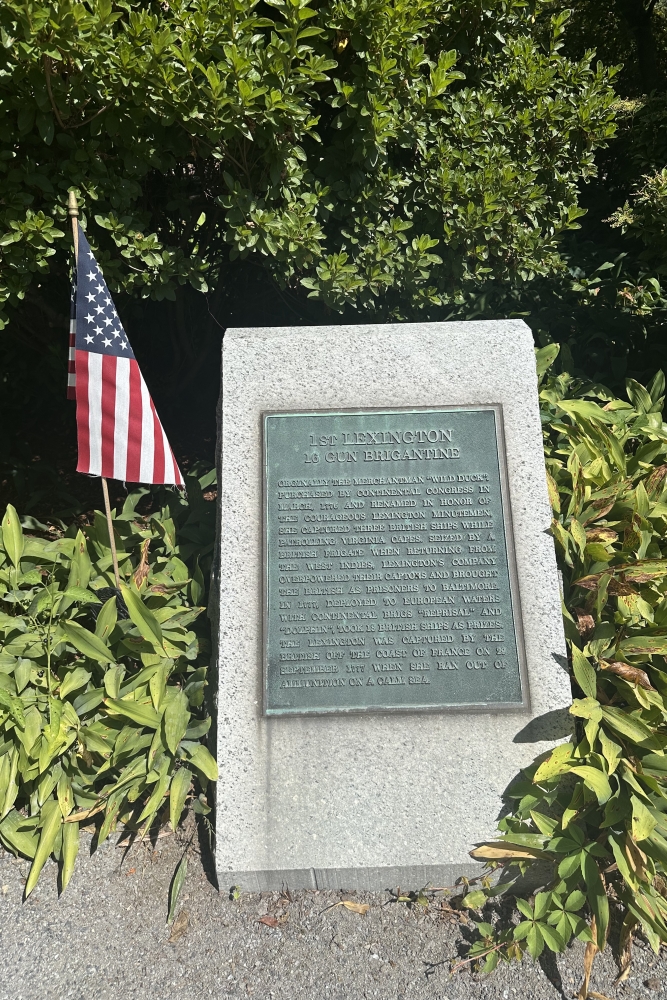 1ST LEXINGTON
16 GUN BRIGANTINE
ORGINALLY THE MERCHANTMAN "WILD DUCK",
PURCHASED BY CONTINENTAL CONGRESS IN
MARCH, 1776 AND RENAMED IN HONOR OF
THE COURAGEOUS LEXINGTON MINUTEMEN.
SHE CAPTURED THREE BRITISH SHIPS WHILE
PATROLLING VIRGINIA CAPES. SEIZED BY A
BRITISH FRIGATE WHEN RETURNING FROM
THE WEST INDIES, LEXINGTON'S COMPANY
OVERPOWERED THEIR CAPTORS AND BROUGHT
THE BRITISH AS PRISONERS TO BALTIMORE.
IN 1777, DEPLOYED TO EUROPEAN WATERS
WITH CONTINENTAL BRIGS "REPRISAL" AND
"DOLPHIN", TOOK 18 BRITISH SHIPS AS PRIZES.
THE LEXINGTON WAS CAPTURED BY THE
BRITISH OFF THE COAST OF FRANCE ON 29
SEPTEMBER, 1777 WHEN SHE RAN OUT OF
AMMUNITION ON A CALM SEA.